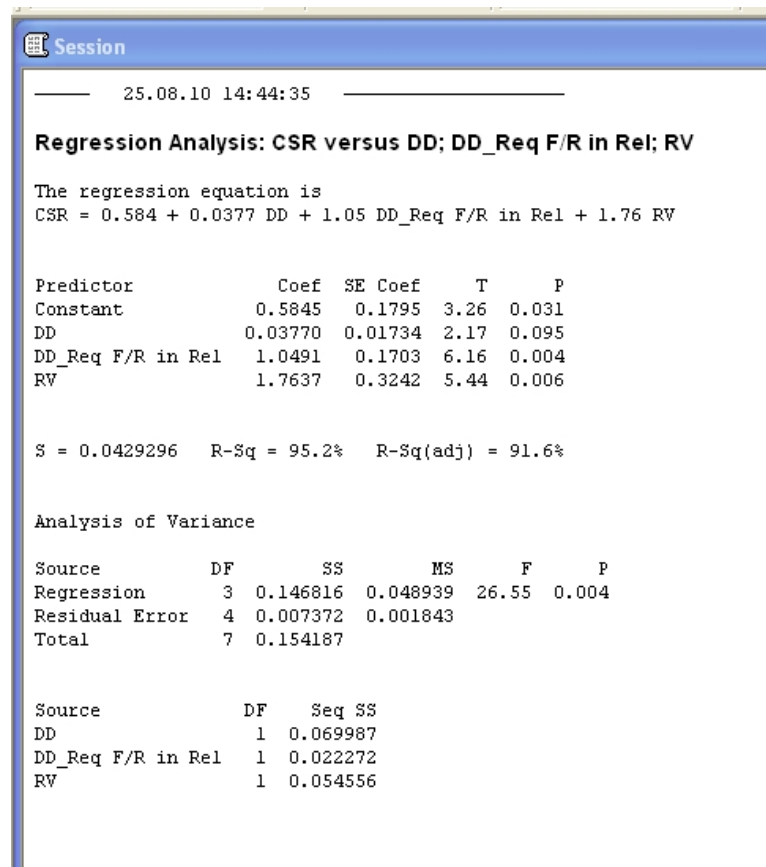 Session
25.08.10 14:44:35
Regression Analysis: CSR versus DD; DD_Req F/R in Rel; RV
The regression equation is
CSR = 0.584 + 0.0377 DD + 1.05 DD_Req F/R in Rel + 1.76 RV
Predictor Coef SE Coef T P
Constant 0.5845 0.1795 3.26 0.031
DD 0.03770 0.01734 2.17 0.095
DD_Req F/R in Rel 1.0491 0.1703 6.16 0.004
RV 1.7637 0.3242 5.44 0.006
S = 0.0429296 R-Sq = 95.2% R-Sq(adj) = 91.6%
Analysis of Variance
Source DF SS MS F P
Regression 3 0.146816 0.048939 26.55 0.004
Residual Error 4 0.007372 0.001843
Total 7 0.154187
Source DF Seq SS
DD 1 0.069987
DD_Req F/R in Rel 1 0.022272
RV 1 0.054556